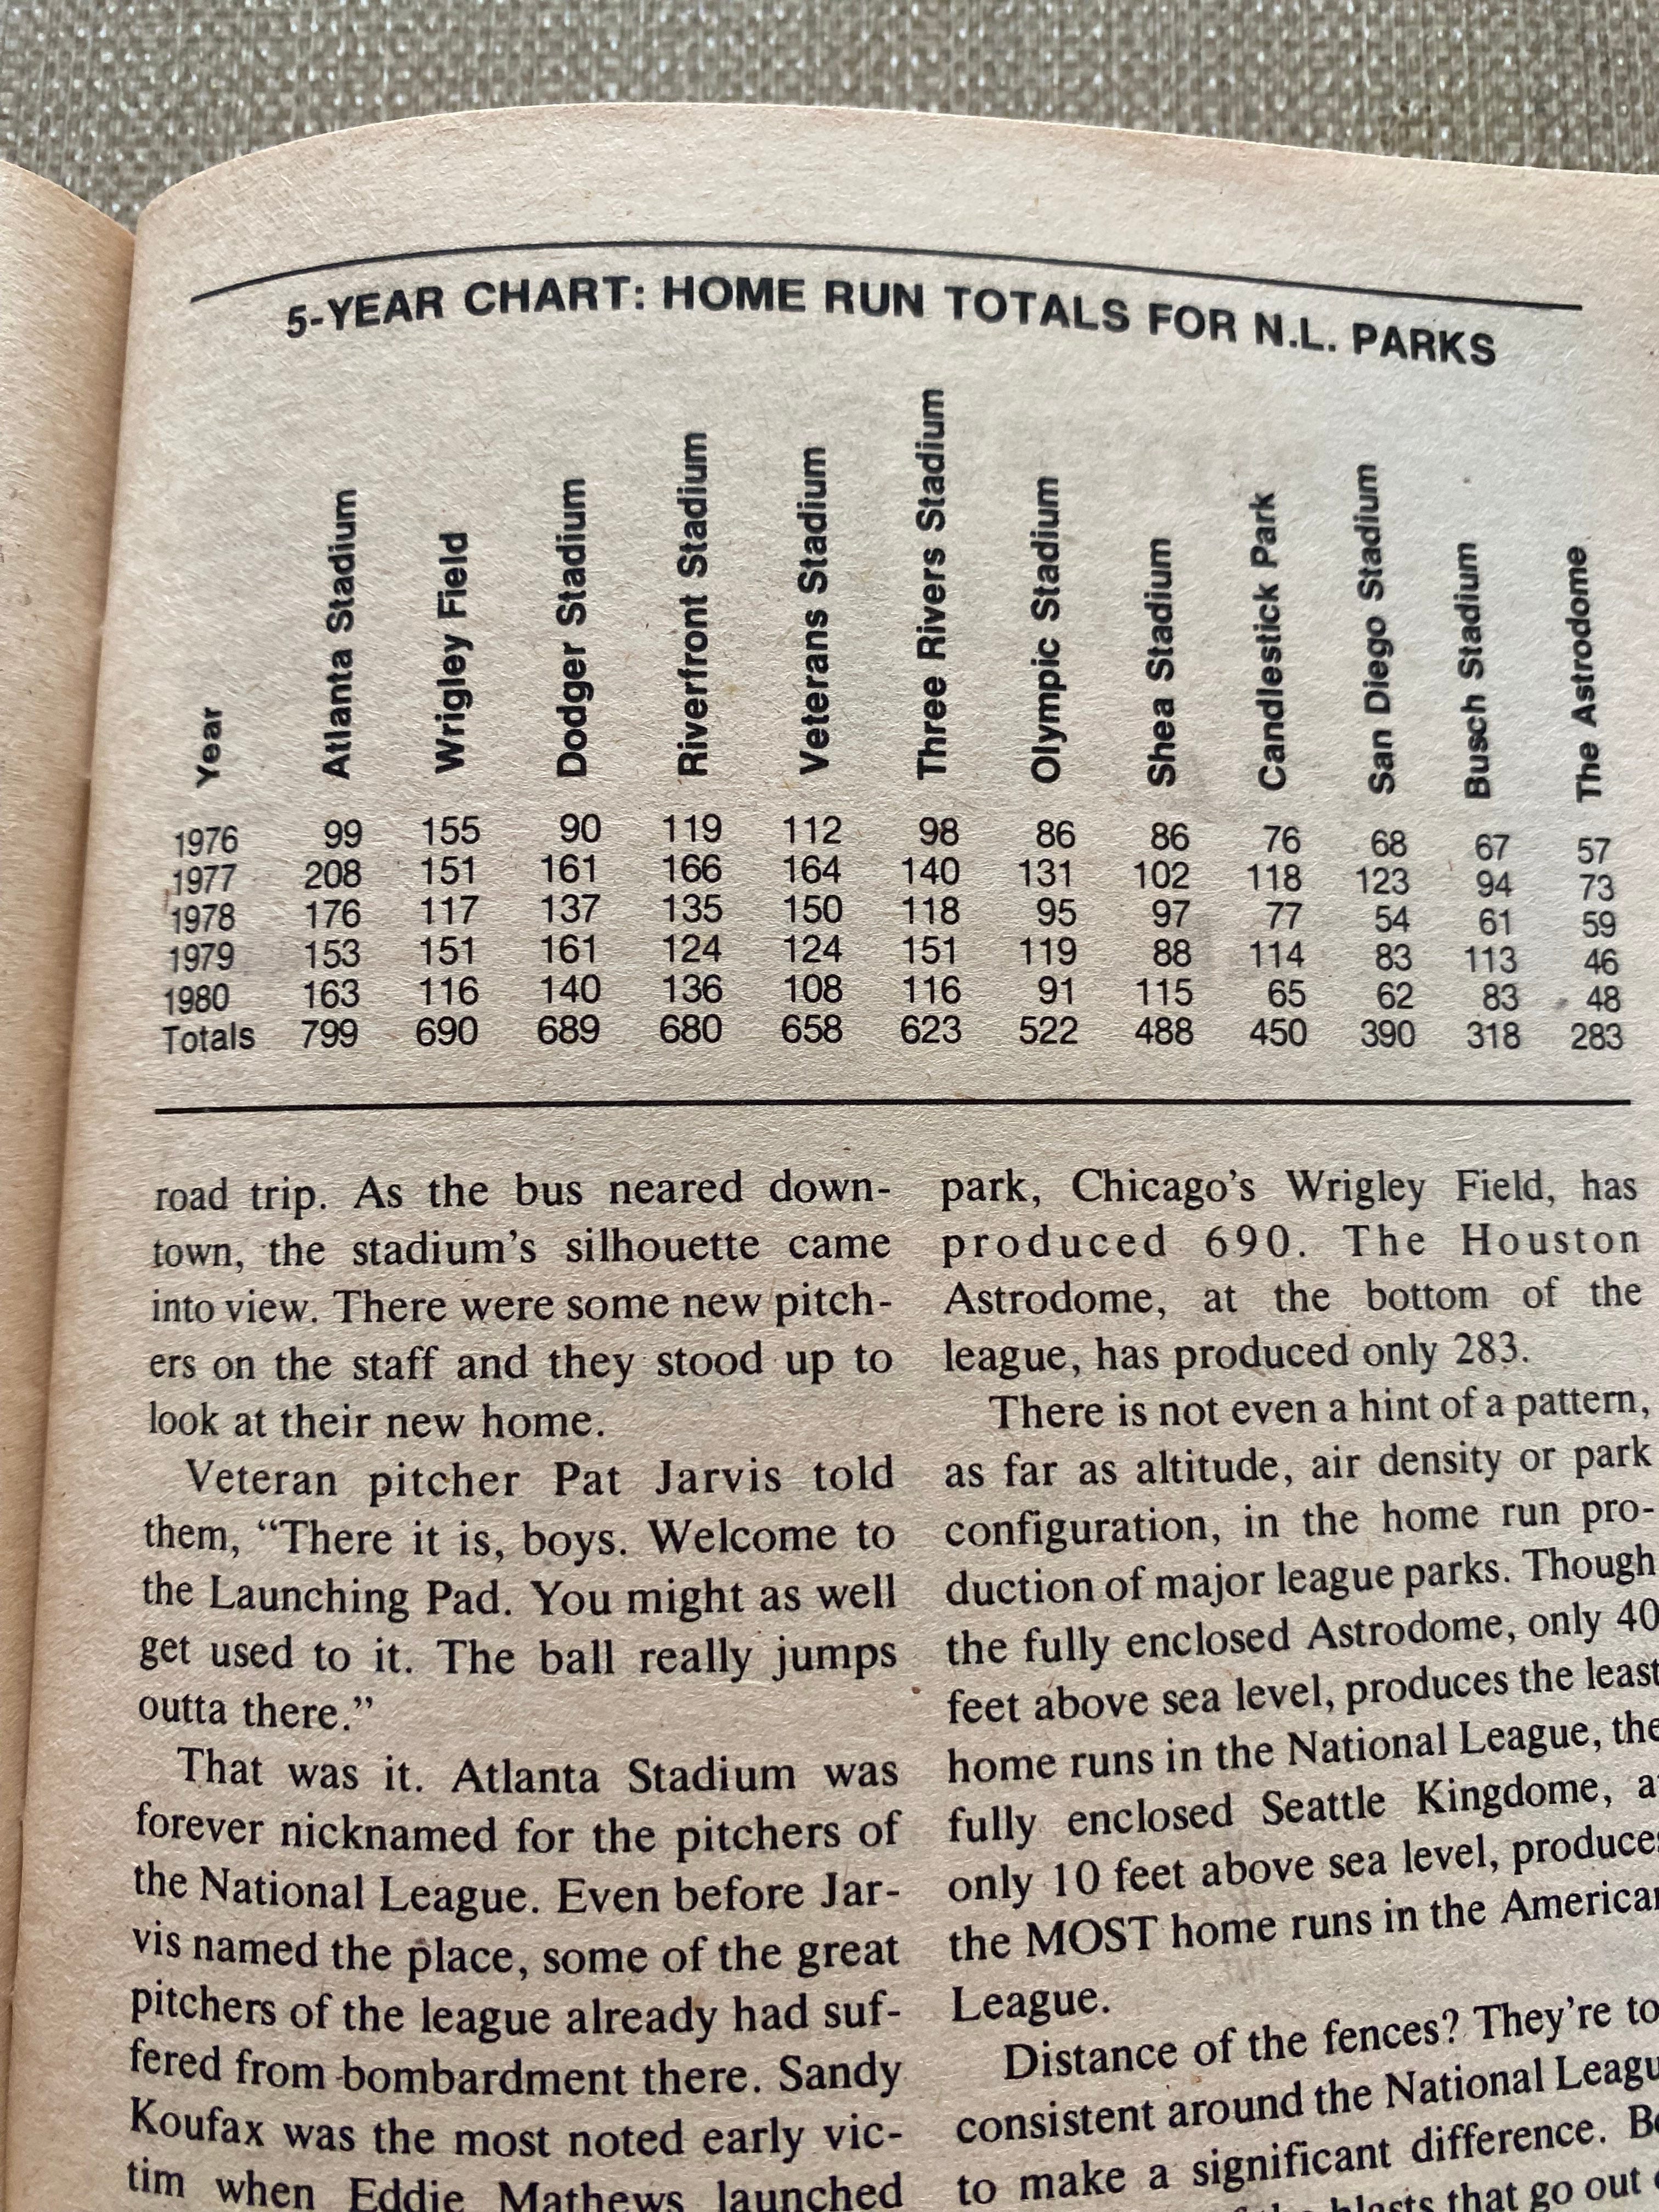 5-YEAR CHART: HOME RUN TOTALS FOR N.L. PARKS
Year Atlanta Stadium Wrigley Field Dodger Stadium Riverfront Stadium Veterans Stadium Three Rivers Stadium Olympic Stadium Shea Stadium Candlestick Park San Diego Stadium Busch Stadium The Astrodome
1976 99 155 90 119 112 98 86 86 76 68 67 57
1977 208 151 161 166 164 140 131 102 118 123 94 73
1978 176 117 137 135 150 118 95 97 77 54 61 59
1979 153 151 161 124 124 151 119 88 114 83 113 46
1980 163 116 140 136 108 116 91 115 65 62 83 48
Totals 799 690 689 680 658 623 522 488 450 390 318 283
road trip. As the bus neared down-
town, the stadium's silhouette came
into view. There were some new pitch-
ers on the staff and they stood up to
look at their new home.
Veteran pitcher Pat Jarvis told
them, “There it is, boys. Welcome to
the Launching Pad. You might as well
get used to it. The ball really jumps
outta there.”
That was it. Atlanta Stadium was
forever nicknamed for the pitchers of
the National League. Even before Jar-
vis named the place, some of the great
pitchers of the league already had suf-
fered from bombardment there. Sandy
Koufax was the most noted early vic-
tim when Eddie Mathews launched
park, Chicago's Wrigley Field, has
produced 690. The Houston
Astrodome, at the bottom of the
league, has produced only 283.
There is not even a hint of a pattern,
as far as altitude, air density or park
configuration, in the home run pro-
duction of major league parks. Though
the fully enclosed Astrodome, only 40
feet above sea level, produces the least
home runs in the National League, the
fully enclosed Seattle Kingdome,
only 10 feet above sea level, produces
the MOST home runs in the American
League.
Distance of the fences? They're
consistent around the National
to make a significant difference.
blasts that go out